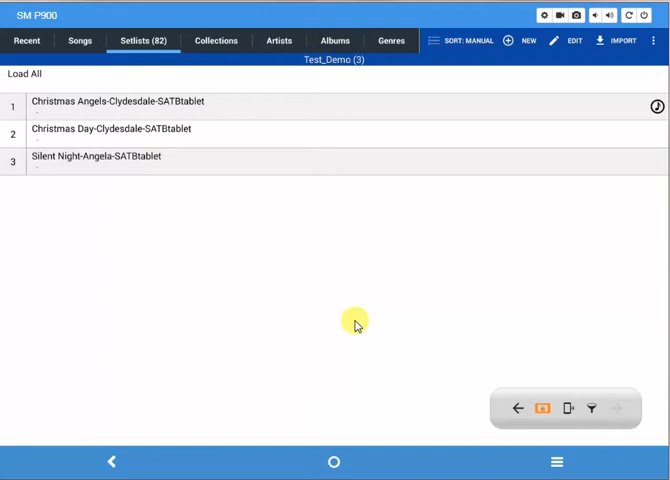 SM P900
Recent Songs Setlists (82) Collections Artists Albums Genres SORT: MANUAL NEW EDIT IMPORT
Test_Demo (3)
Load All
1 Christmas Angels-Clydesdale-SATBtablet
-
2 Christmas Day-Clydesdale-SATBtablet
-
3 Silent Night-Angela-SATBtablet
-